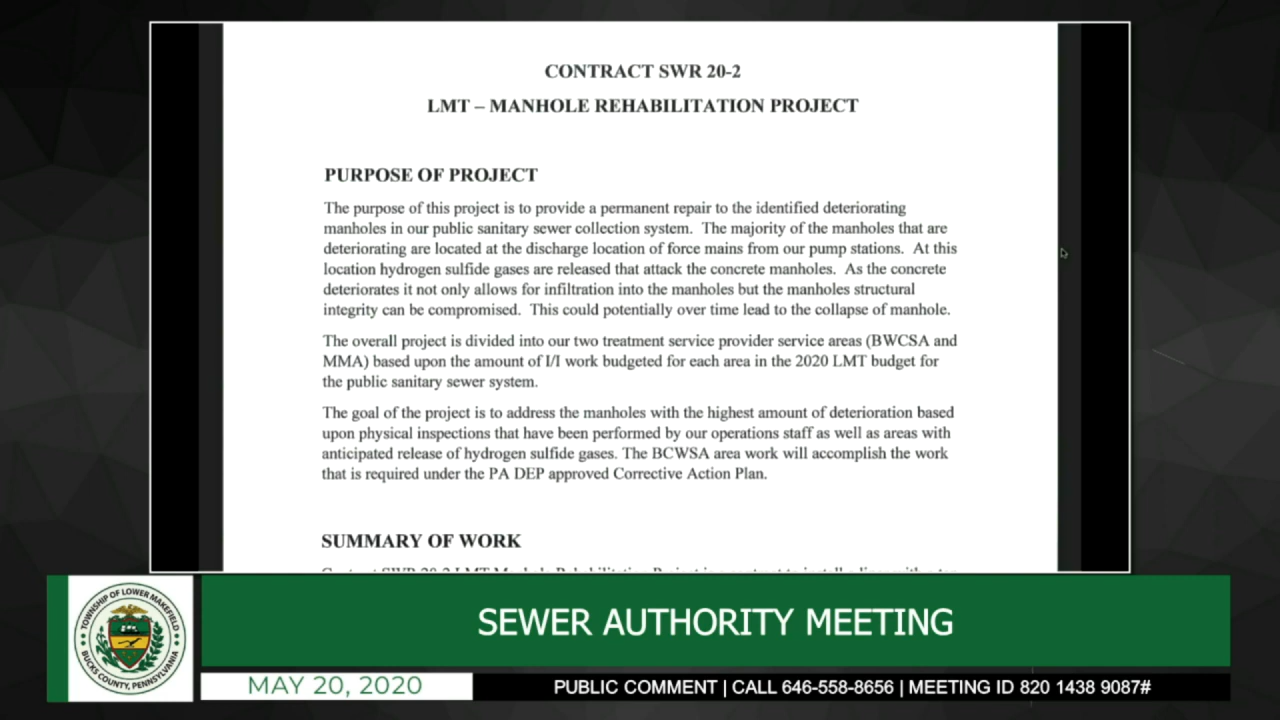 CONTRACT SWR 20-2
LMT – MANHOLE REHABILITATION PROJECT
PURPOSE OF PROJECT
The purpose of this project is to provide a permanent repair to the identified deteriorating
manholes in our public sanitary sewer collection system. The majority of the manholes that are
deteriorating are located at the discharge location of force mains from our pump stations. At this
location hydrogen sulfide gases are released that attack the concrete manholes. As the concrete
deteriorates it not only allows for infiltration into the manholes but the manholes structural
integrity can be compromised. This could potentially over time lead to the collapse of manhole.
The overall project is divided into our two treatment service provider service areas (BWCSA and
MMA) based upon the amount of I/I work budgeted for each area in the 2020 LMT budget for
the public sanitary sewer system.
The goal of the project is to address the manholes with the highest amount of deterioration based
upon physical inspections that have been performed by our operations staff as well as areas with
anticipated release of hydrogen sulfide gases. The BCWSA area work will accomplish the work
that is required under the PA DEP approved Corrective Action Plan.
SUMMARY OF WORK
TOWNSHIP OF LOWER MAKEFIELD
BUCKS COUNTY, PENNSYLVANIA
SEWER AUTHORITY MEETING
MAY 20, 2020
PUBLIC COMMENT | CALL 646-558-8656 | MEETING ID 820 1438 9087#